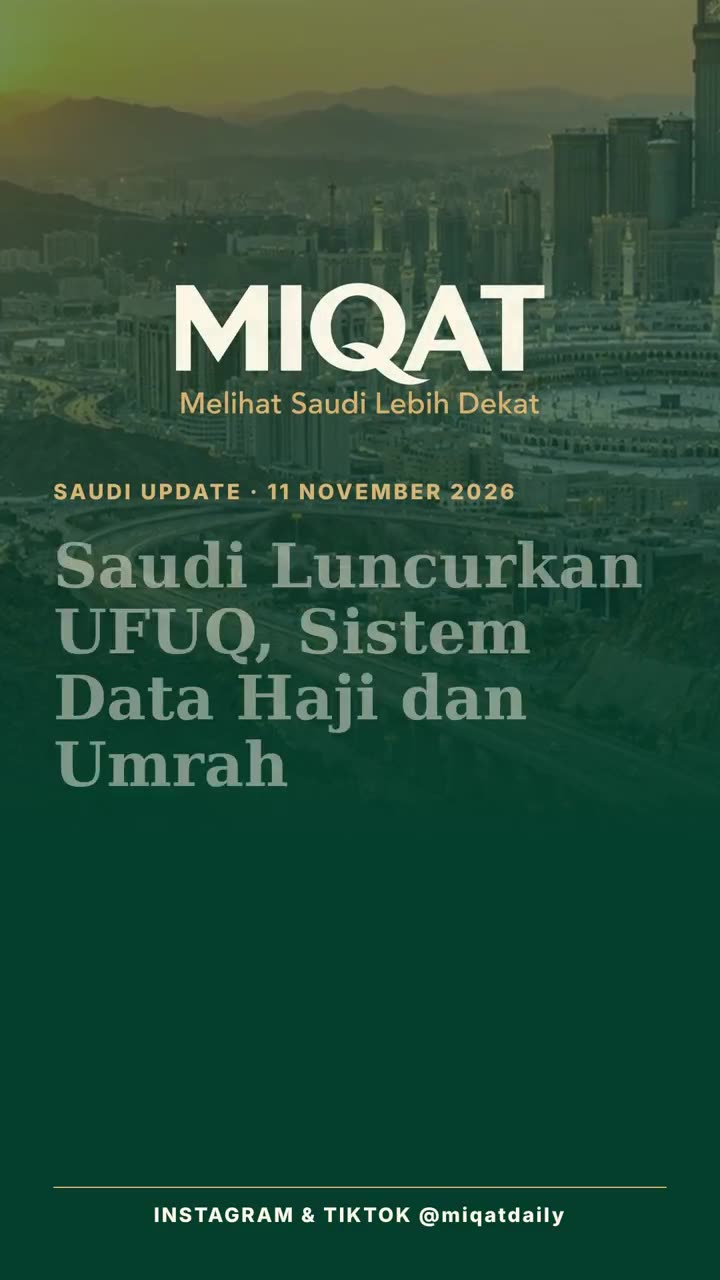 MIQAT
Melihat Saudi Lebih Dekat
SAUDI UPDATE · 11 NOVEMBER 2026
Saudi Luncurkan
UFUQ, Sistem
Data Haji dan
Umrah
INSTAGRAM & TIKTOK @miqatdaily